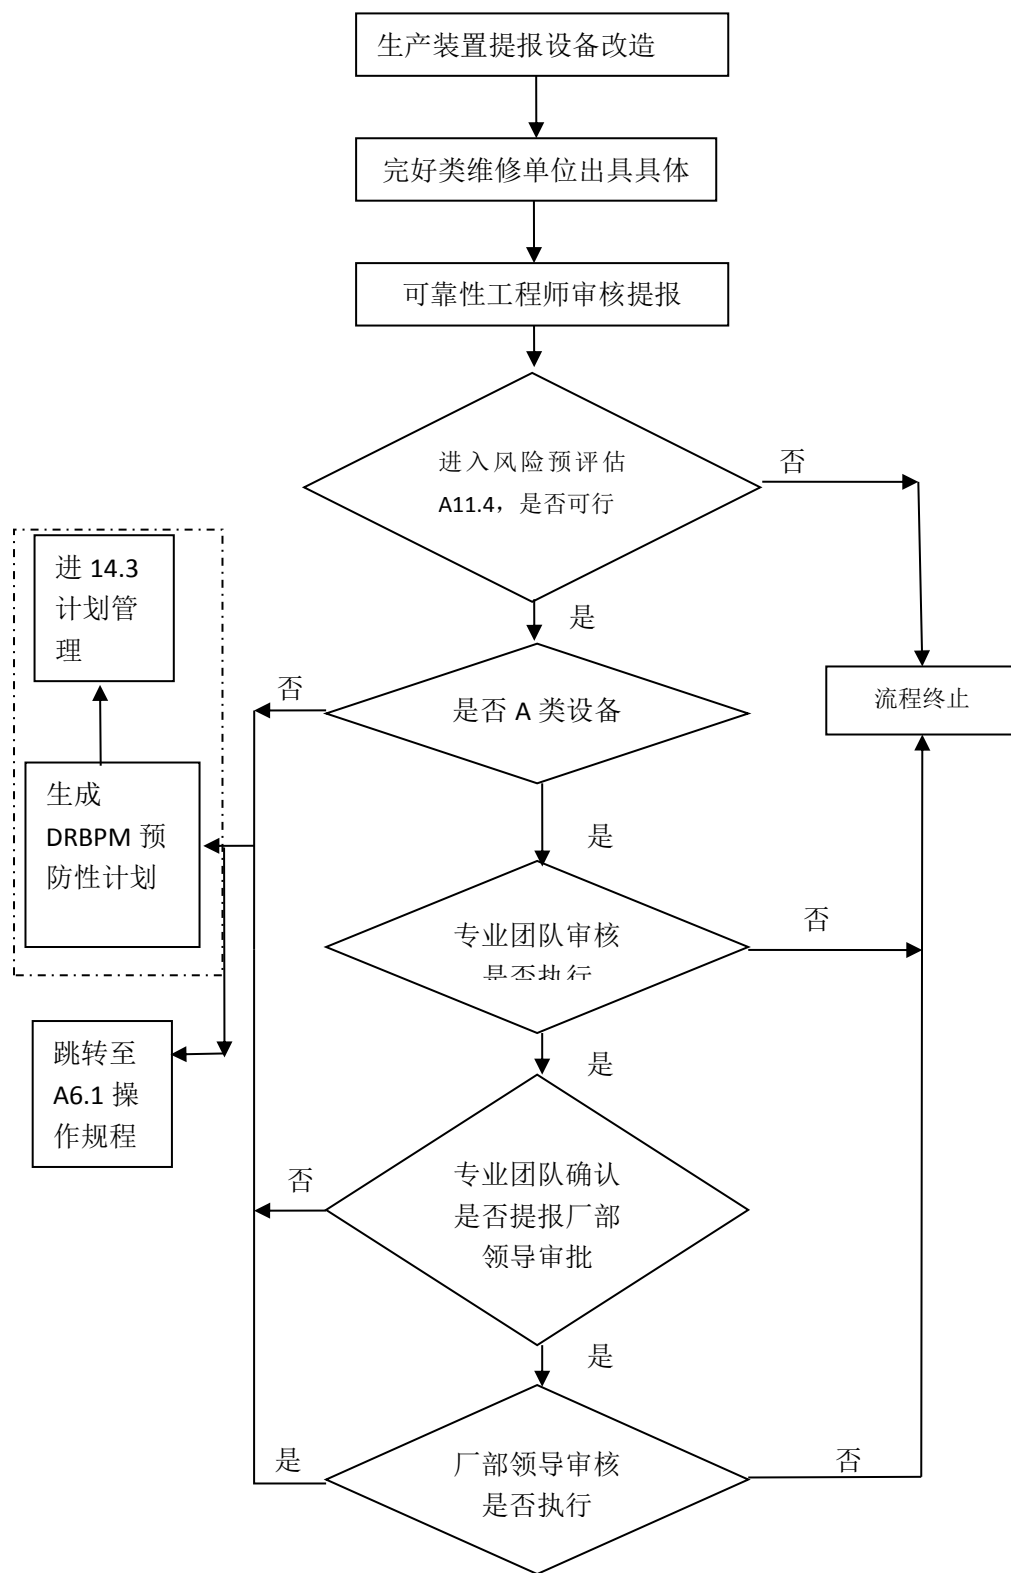 生产装置提报设备改造
完好类维修单位出具具体
可靠性工程师审核提报
进入风险预评估
A11.4，是否可行
否
是
进 14.3
计划管
理
否
是否 A 类设备
流程终止
生成
DRBPM 预
防性计划
是
专业团队审核
是否执行
否
跳转至
A6.1 操
作规程
是
否
专业团队确认
是否提报厂部
领导审批
是
是
厂部领导审核
是否执行
否